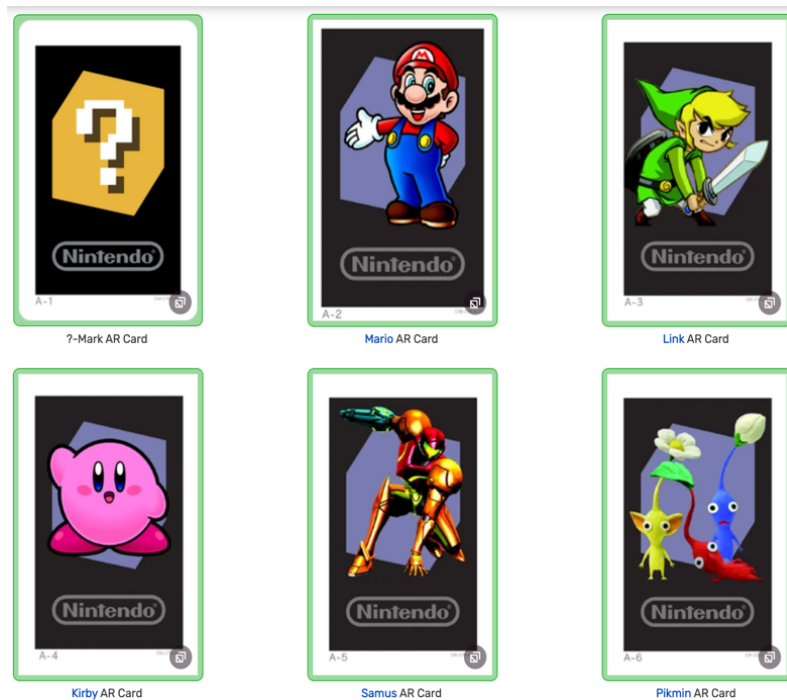 ?
Nintendo®
A-1
?-Mark AR Card
M
Nintendo®
A-2
Mario AR Card
Nintendo®
A-3
Link AR Card
Nintendo®
A-4
Kirby AR Card
Nintendo®
A-5
Samus AR Card
Nintendo®
A-6
Pikmin AR Card